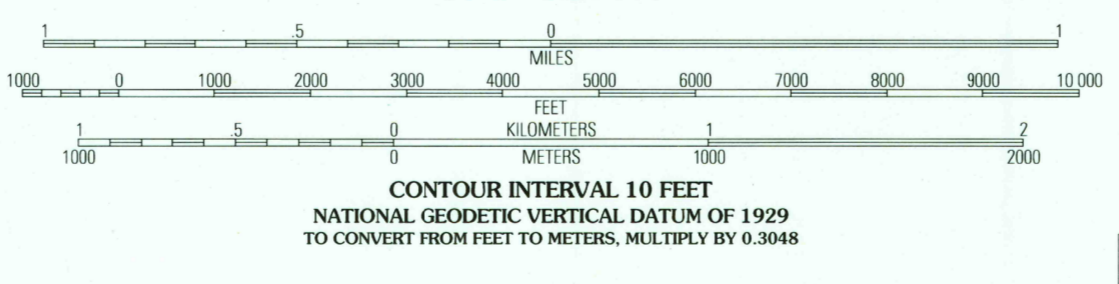 1 .5 0 1
MILES
1000 0 1000 2000 3000 4000 5000 6000 7000 8000 9000 10 000
FEET
1 .5 0 KILOMETERS 1 2
1000 0 METERS 1000 2000
CONTOUR INTERVAL 10 FEET
NATIONAL GEODETIC VERTICAL DATUM OF 1929
TO CONVERT FROM FEET TO METERS, MULTIPLY BY 0.3048